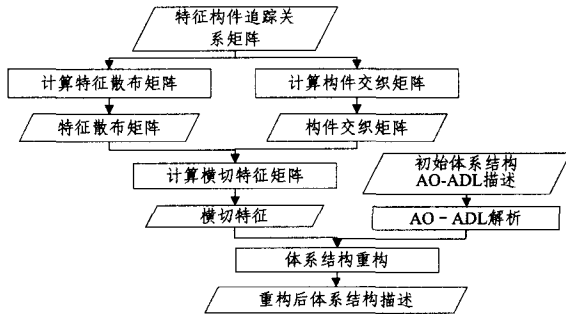 特征构件追踪关
系矩阵
计算特征散布矩阵
计算构件交织矩阵
特征散布矩阵
构件交织矩阵
计算横切特征矩阵
初始体系结构
AO-ADL描述
横切特征
AO-ADL解析
体系结构重构
重构后体系结构描述